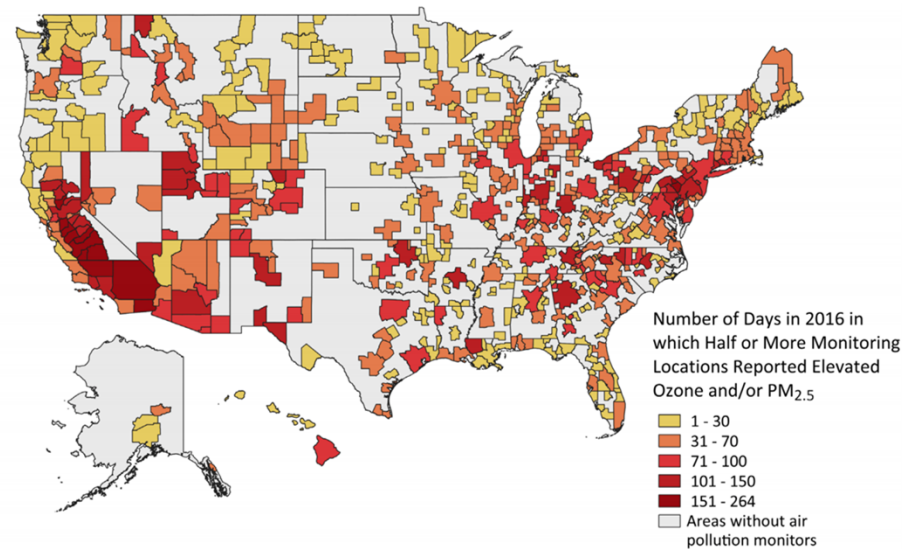 Number of Days in 2016 in
which Half or More Monitoring
Locations Reported Elevated
Ozone and/or PM2.5
1 - 30
31 - 70
71 - 100
101 - 150
151 - 264
Areas without air
pollution monitors